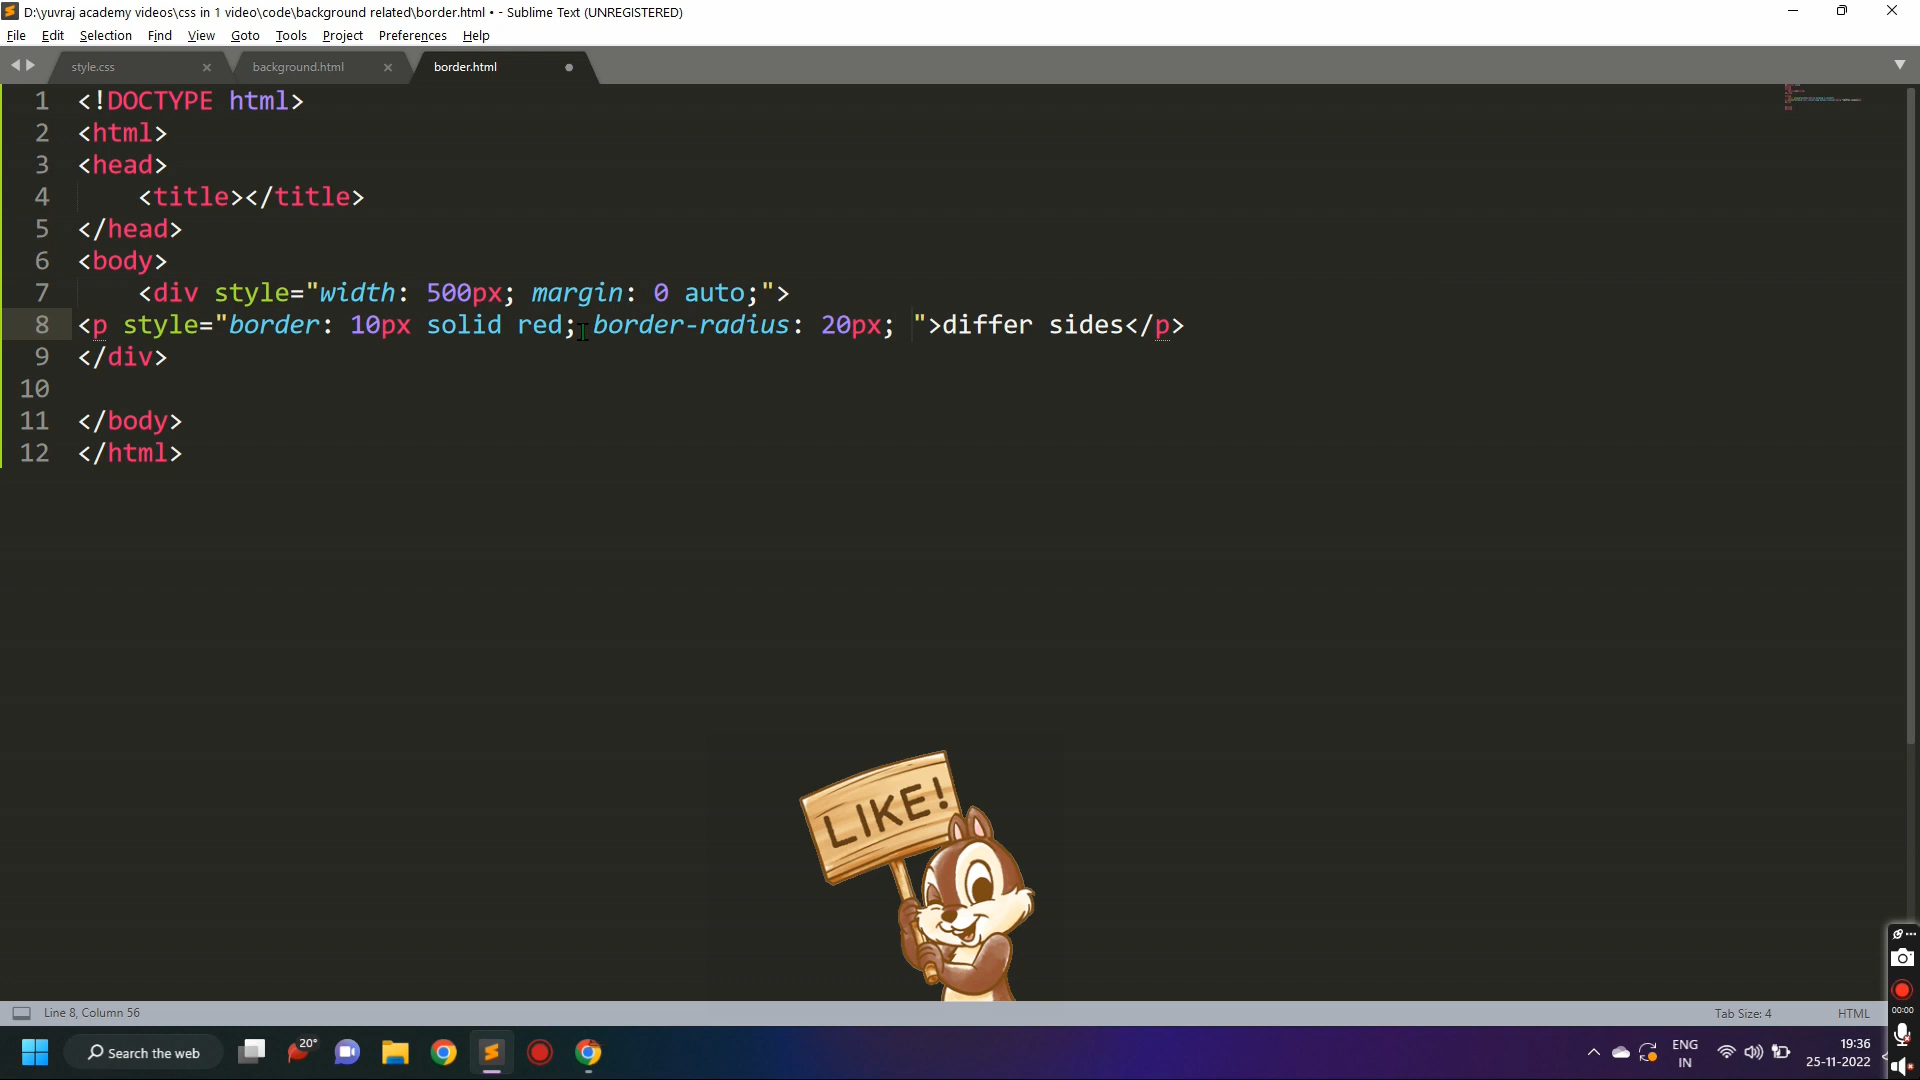 D:\yuvraj academy videos\css in 1 video\code\background related\border.html • - Sublime Text (UNREGISTERED)
File Edit Selection Find View Goto Tools Project Preferences Help
style.css background.html border.html
1 <!DOCTYPE html>
2 <html>
3 <head>
4 <title></title>
5 </head>
6 <body>
7 <div style="width: 500px; margin: 0 auto;">
8 <p style="border: 10px solid red; border-radius: 20px; ">differ sides</p>
9 </div>
10
11 </body>
12 </html>
LIKE!
00:00
Line 8, Column 56 Tab Size: 4 HTML
Search the web 20° ENG 19:36
IN 25-11-2022